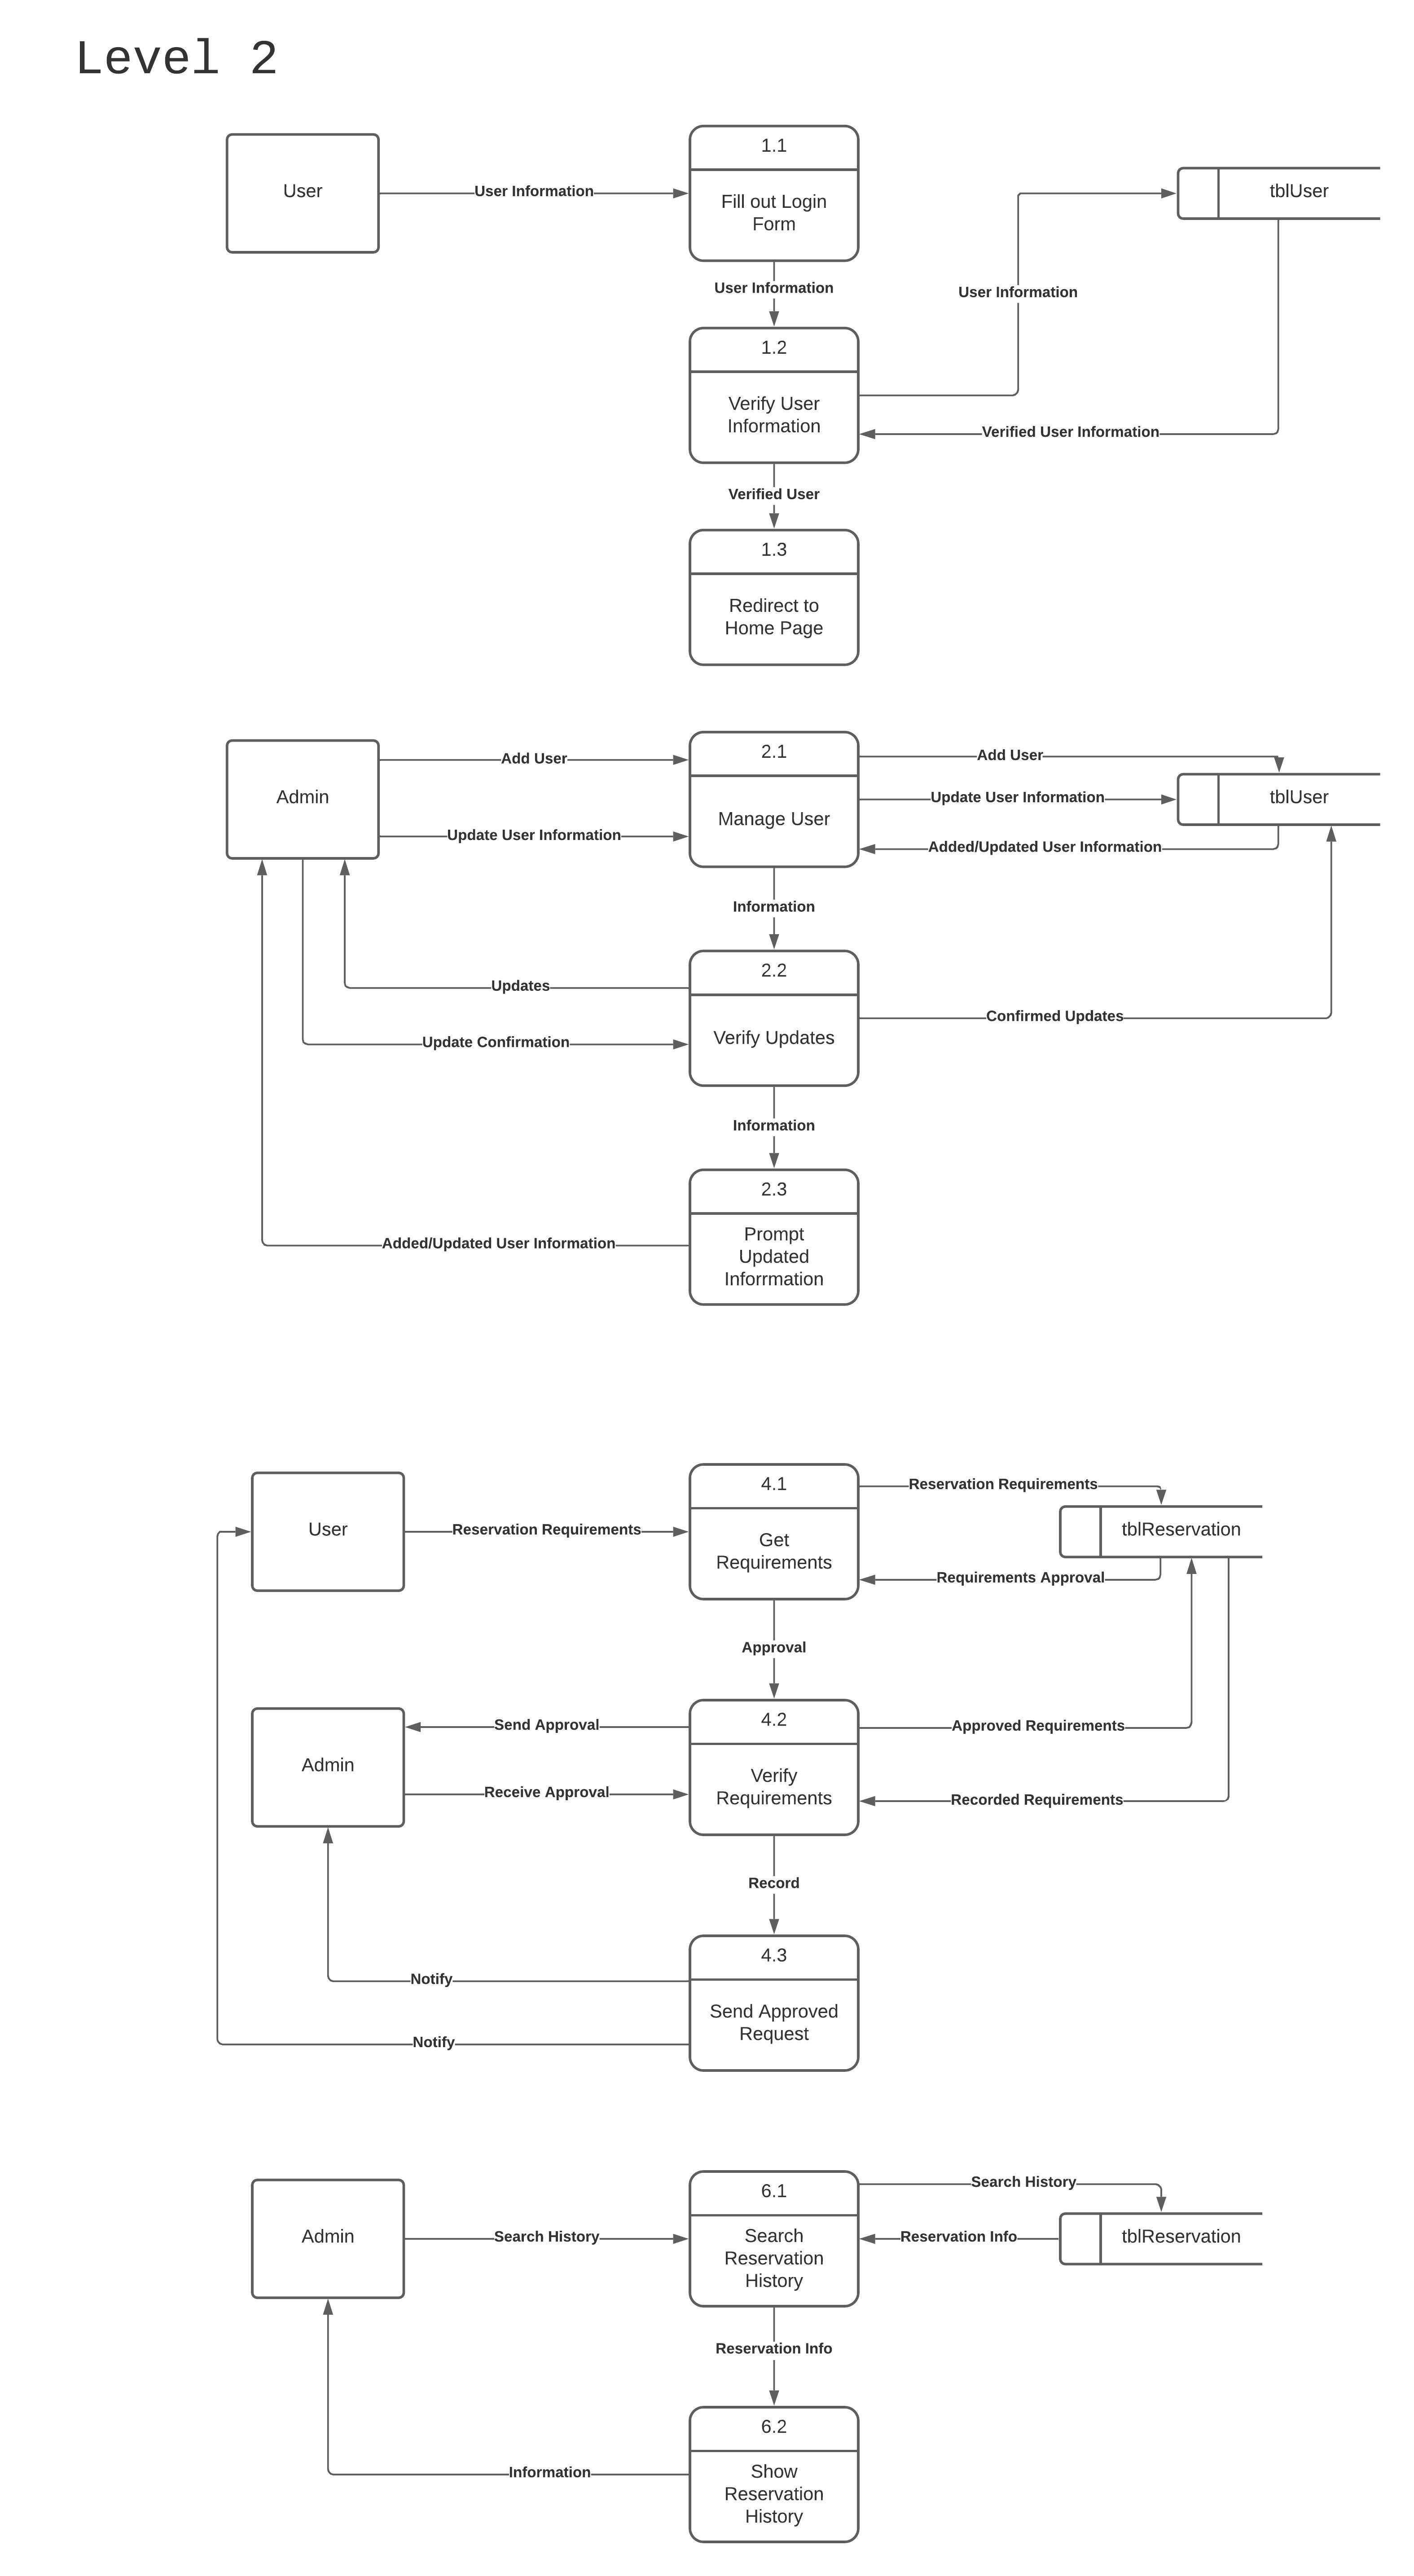 Level 2
User
User Information
1.1
Fill out Login
Form
tblUser
User Information
User Information
1.2
Verify User
Information
Verified User Information
Verified User
1.3
Redirect to
Home Page
Admin
Add User
Update User Information
2.1
Manage User
Add User
Update User Information
Added/Updated User Information
tblUser
Information
Updates
Update Confirmation
2.2
Verify Updates
Confirmed Updates
Information
Added/Updated User Information
2.3
Prompt
Updated
Inforrmation
User
Reservation Requirements
4.1
Get
Requirements
Reservation Requirements
tblReservation
Requirements Approval
Approval
Admin
Send Approval
Receive Approval
4.2
Verify
Requirements
Approved Requirements
Recorded Requirements
Record
Notify
Notify
4.3
Send Approved
Request
Admin
Search History
6.1
Search
Reservation
History
Search History
Reservation Info
tblReservation
Reservation Info
Information
6.2
Show
Reservation
History